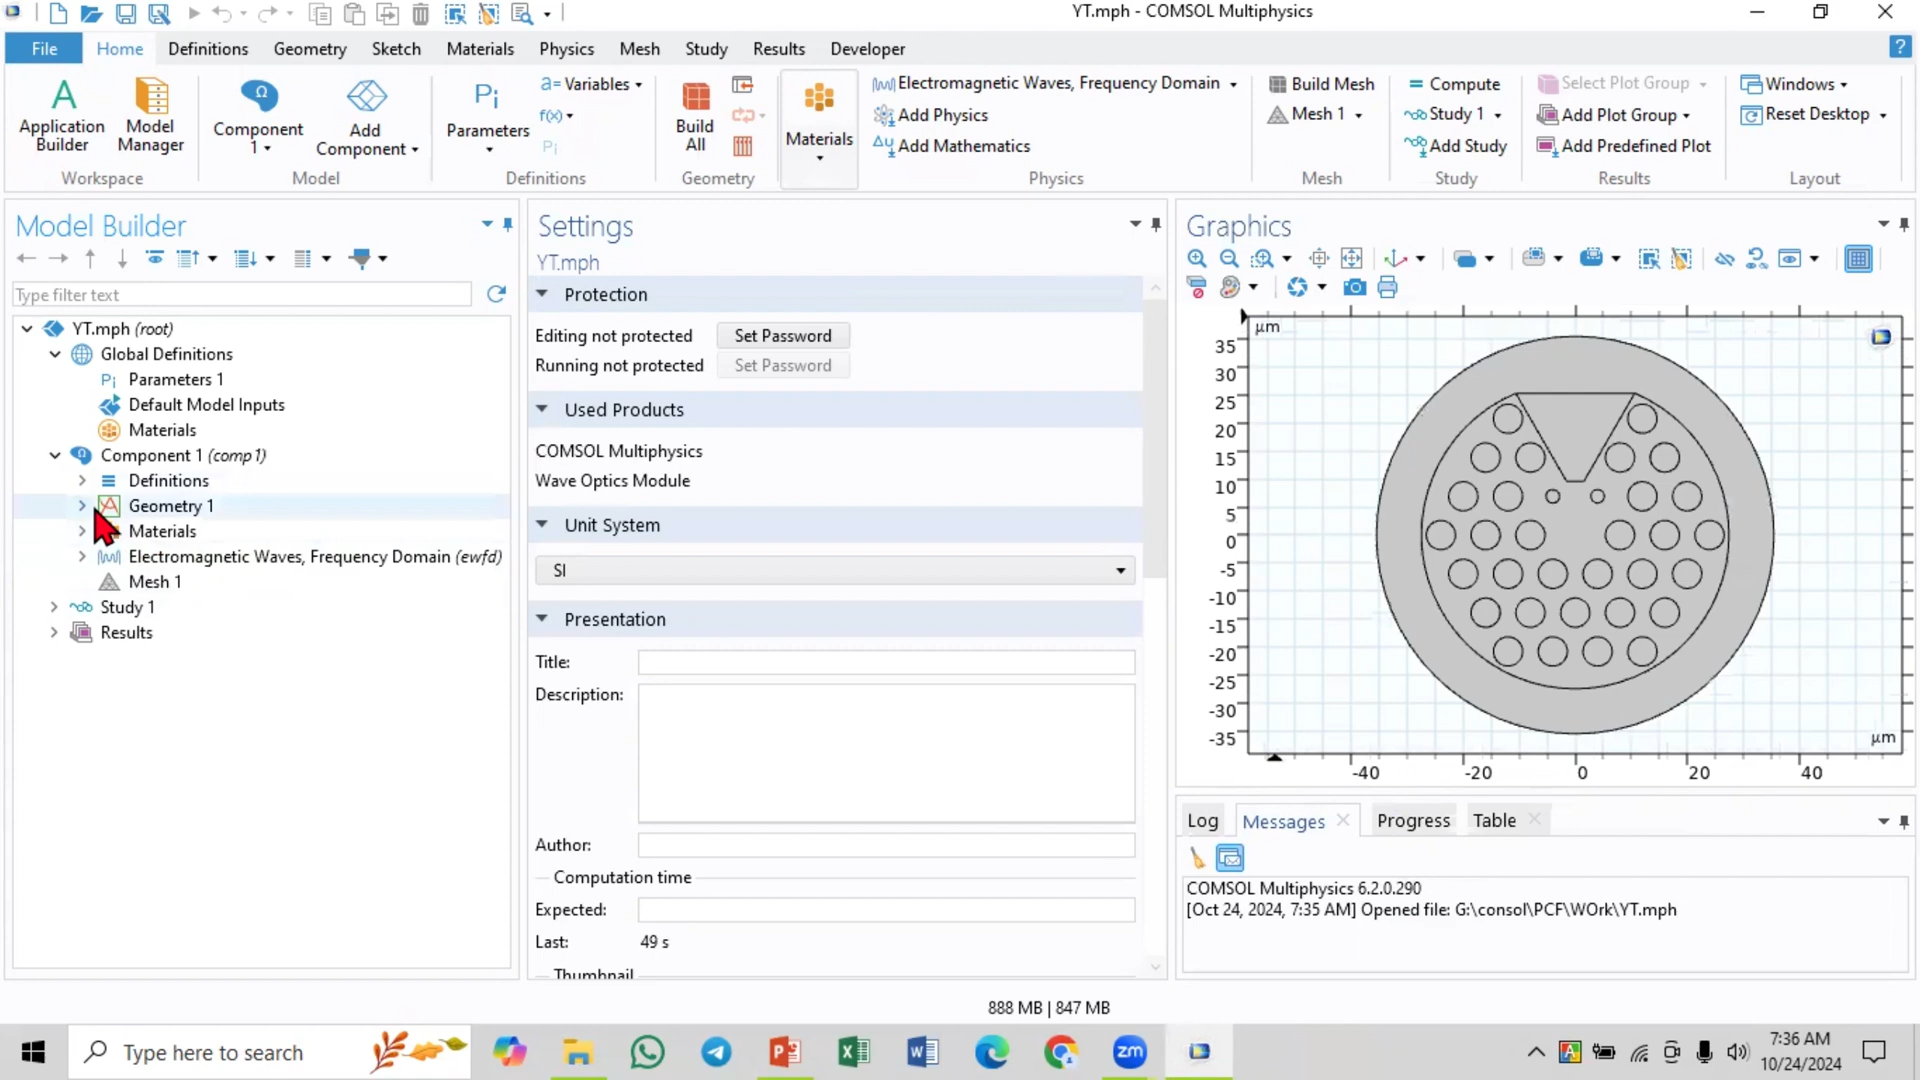 YT.mph - COMSOL Multiphysics
File Home Definitions Geometry Sketch Materials Physics Mesh Study Results Developer
Application Builder
Model Manager
Workspace
Component 1
Add Component
Model
Parameters
a= Variables
f(x)
Pi
Definitions
Build All
Geometry
Materials
Electromagnetic Waves, Frequency Domain
Add Physics
Add Mathematics
Physics
Build Mesh
Mesh 1
Mesh
Compute
Study 1
Add Study
Study
Select Plot Group
Add Plot Group
Add Predefined Plot
Results
Windows
Reset Desktop
Layout
Model Builder
Type filter text
YT.mph (root)
Global Definitions
Pi Parameters 1
Default Model Inputs
Materials
Component 1 (comp1)
Definitions
Geometry 1
Materials
Electromagnetic Waves, Frequency Domain (ewfd)
Mesh 1
Study 1
Results
Settings
YT.mph
Protection
Editing not protected Set Password
Running not protected Set Password
Used Products
COMSOL Multiphysics
Wave Optics Module
Unit System
SI
Presentation
Title:
Description:
Author:
Computation time
Expected:
Last: 49 s
Thumbnail
Graphics
µm
35
30
25
20
15
10
5
0
-5
-10
-15
-20
-25
-30
-35
µm
-40 -20 0 20 40
Log Messages Progress Table
COMSOL Multiphysics 6.2.0.290
[Oct 24, 2024, 7:35 AM] Opened file: G:\consol\PCF\WOrk\YT.mph
888 MB | 847 MB
Type here to search
zm
7:36 AM
10/24/2024